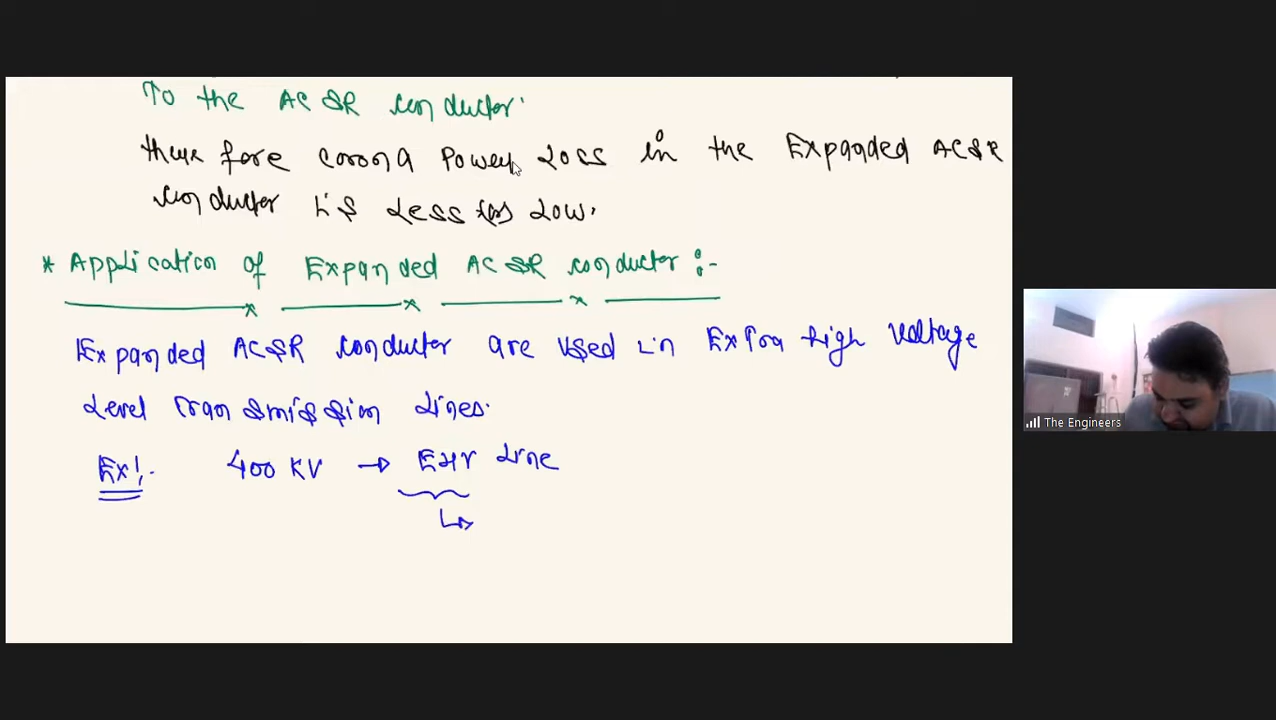 To the ACSR conductor.
therefore corona Power Loss in the Expanded ACSR
conductor is Less (or) Low.
* Application of Expanded ACSR conductor :-
Expanded ACSR conductor are used in Extra high voltage
Level transmission Lines.
Ex:- 400 KV → EHV Line
The Engineers